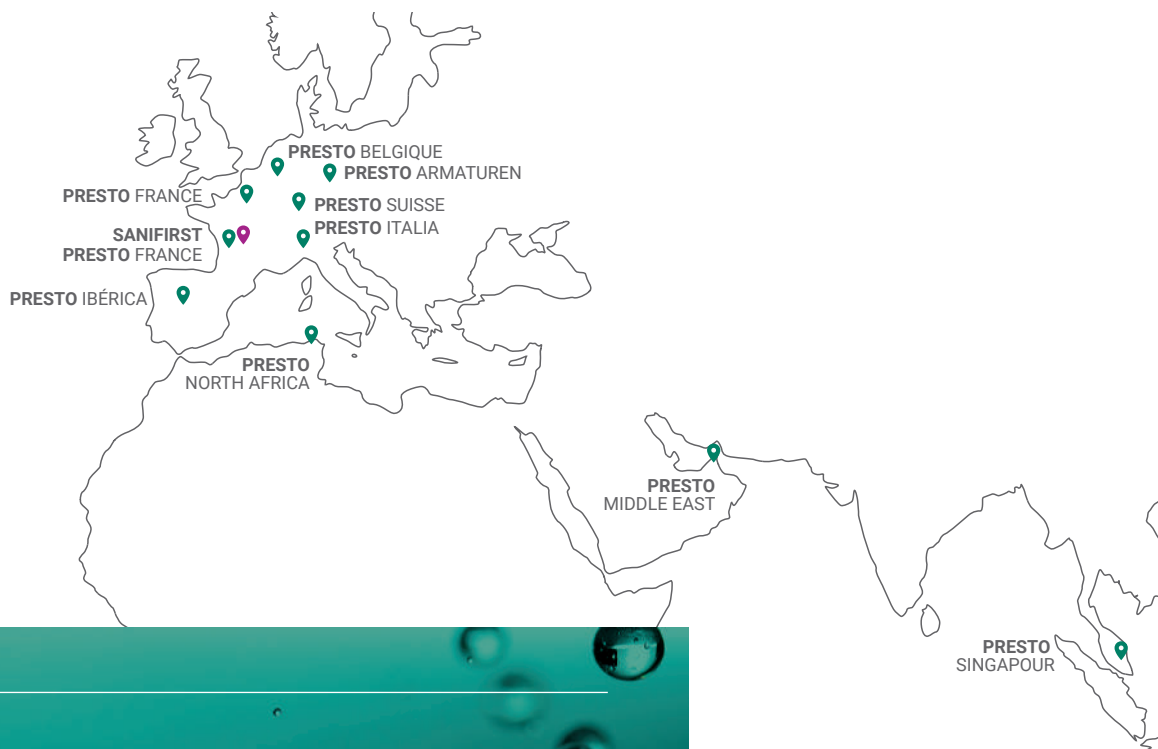 PRESTO BELGIQUE
PRESTO ARMATUREN
PRESTO FRANCE
PRESTO SUISSE
PRESTO ITALIA
SANIFIRST
PRESTO FRANCE
PRESTO IBÉRICA
PRESTO
NORTH AFRICA
PRESTO
MIDDLE EAST
PRESTO
SINGAPOUR